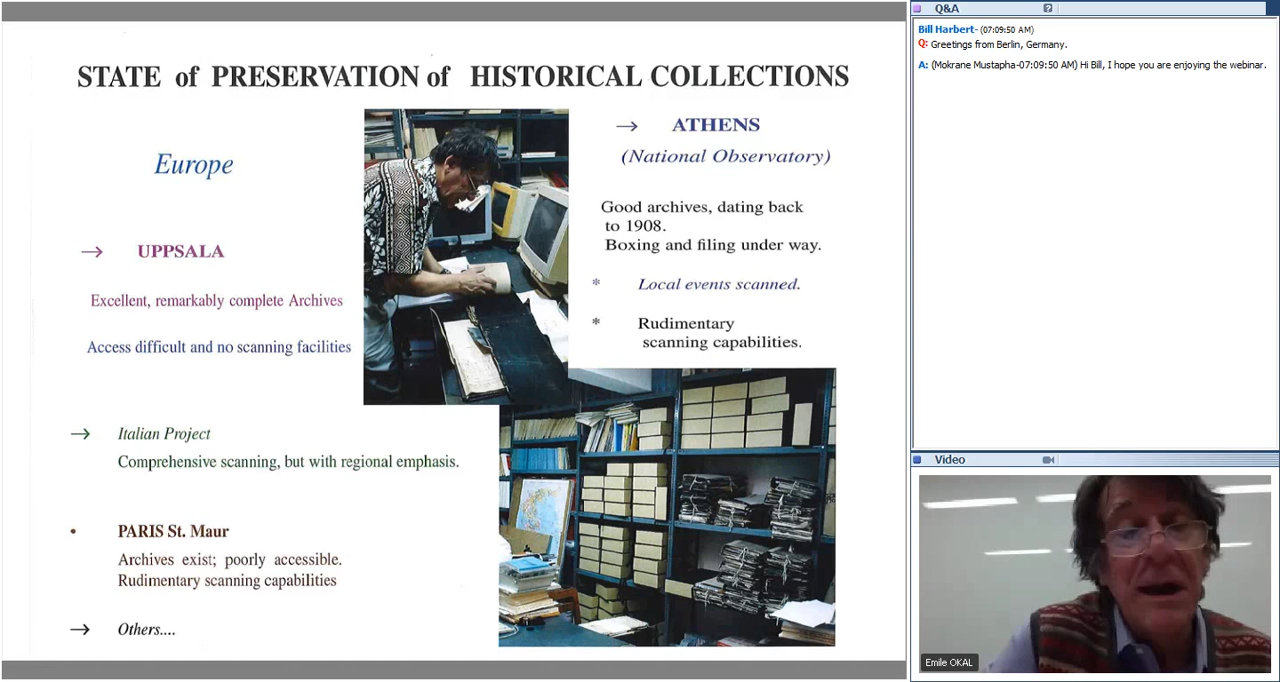 STATE of PRESERVATION of HISTORICAL COLLECTIONS
Europe
→ UPPSALA
Excellent, remarkably complete Archives
Access difficult and no scanning facilities
→ Italian Project
Comprehensive scanning, but with regional emphasis.
• PARIS St. Maur
Archives exist; poorly accessible.
Rudimentary scanning capabilities
→ Others....
→ ATHENS
(National Observatory)
Good archives, dating back
to 1908.
Boxing and filing under way.
* Local events scanned.
* Rudimentary
scanning capabilities.
Q&A
?
Bill Harbert- (07:09:50 AM)
Q: Greetings from Berlin, Germany.
A: (Mokrane Mustapha-07:09:50 AM) Hi Bill, I hope you are enjoying the webinar.
Video
Emile OKAL